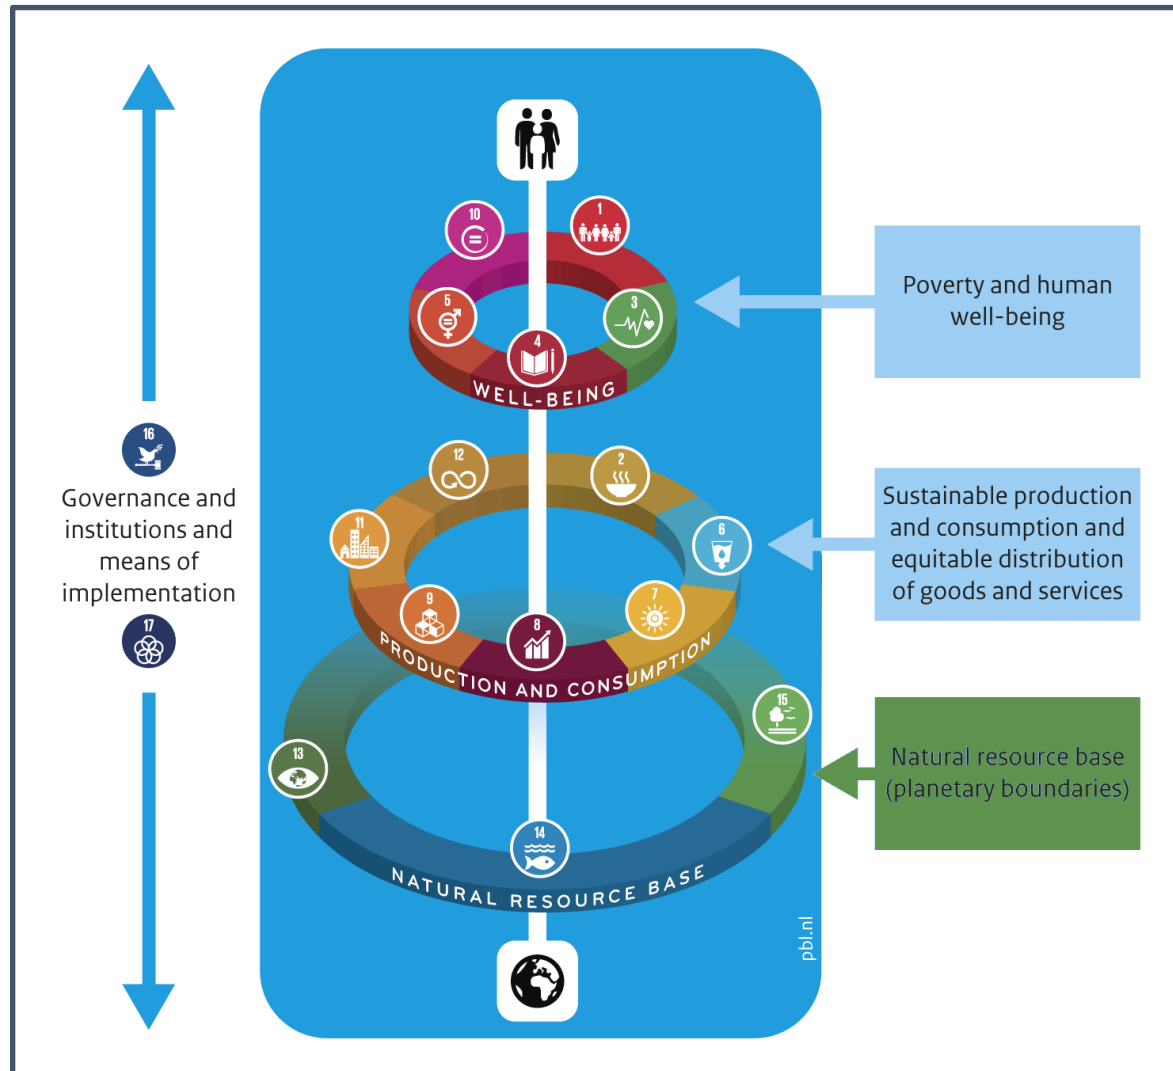 10
1
5
3
4
WELL-BEING
Poverty and human
well-being
16
Governance and
institutions and
means of
implementation
17
12
2
11
6
9
7
8
PRODUCTION AND CONSUMPTION
Sustainable production
and consumption and
equitable distribution
of goods and services
15
13
14
NATURAL RESOURCE BASE
Natural resource base
(planetary boundaries)
pbl.nl